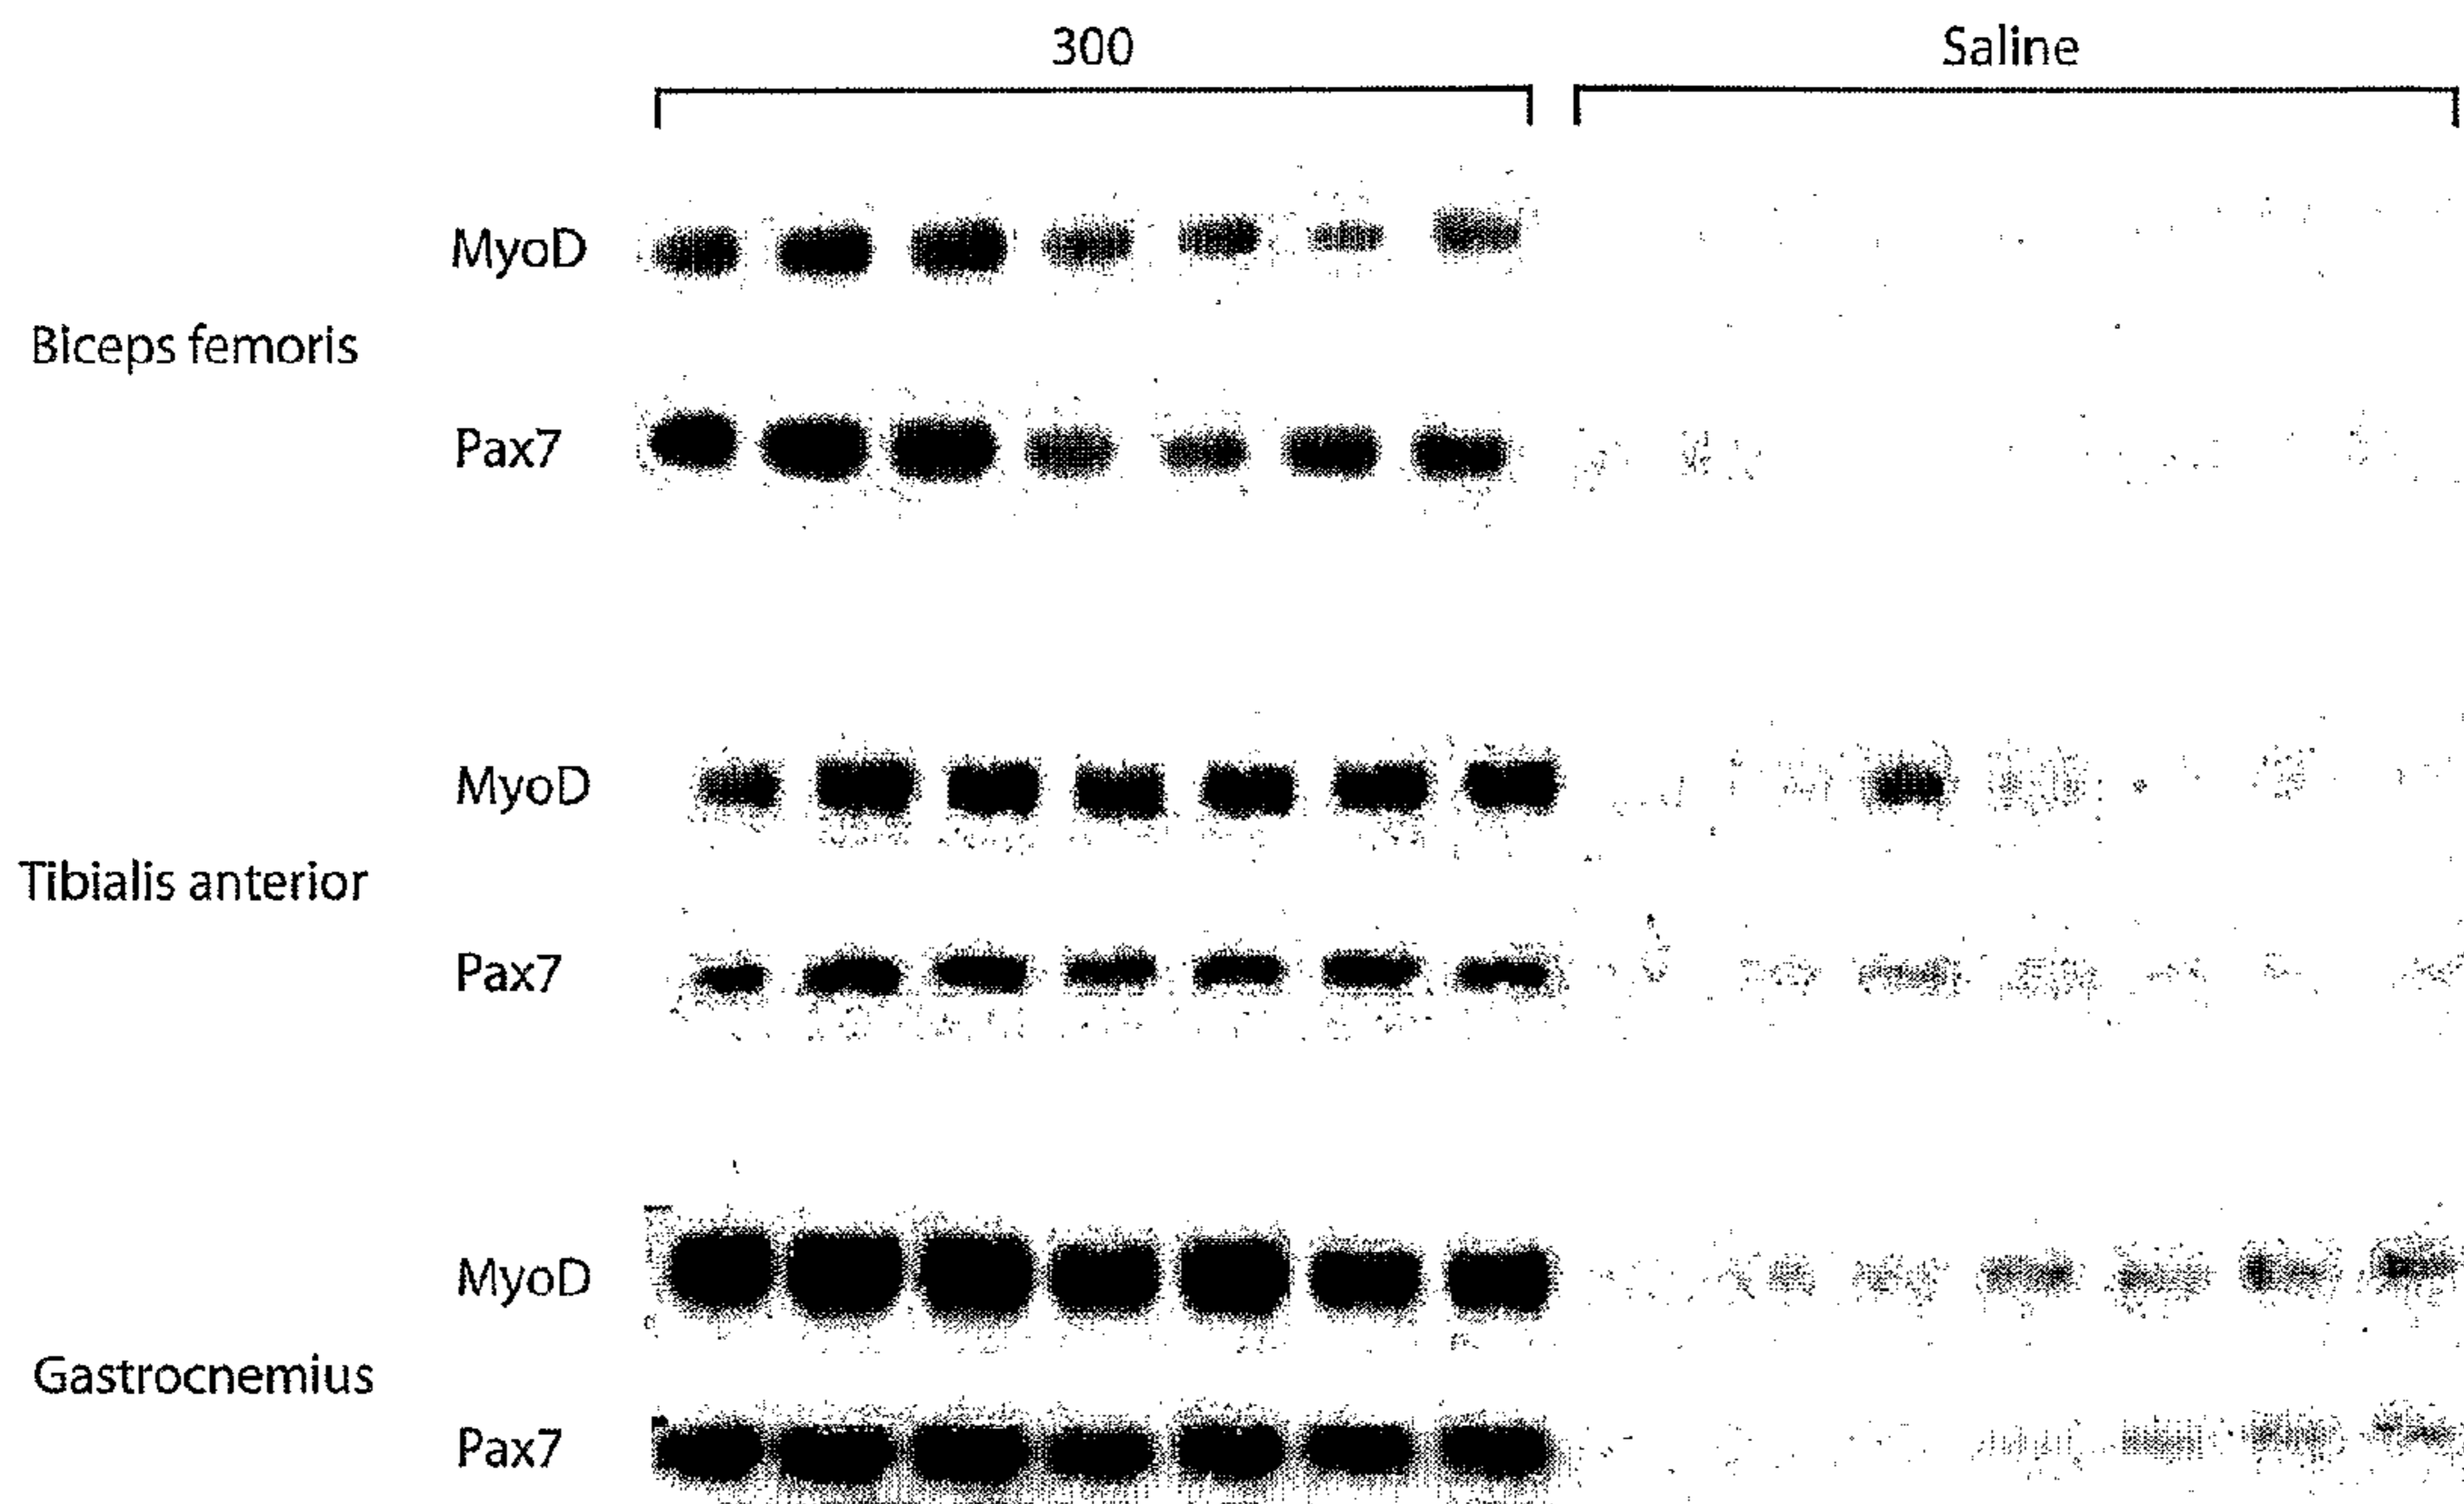 300 Saline
MyoD
Biceps femoris
Pax7
MyoD
Tibialis anterior
Pax7
MyoD
Gastrocnemius
Pax7